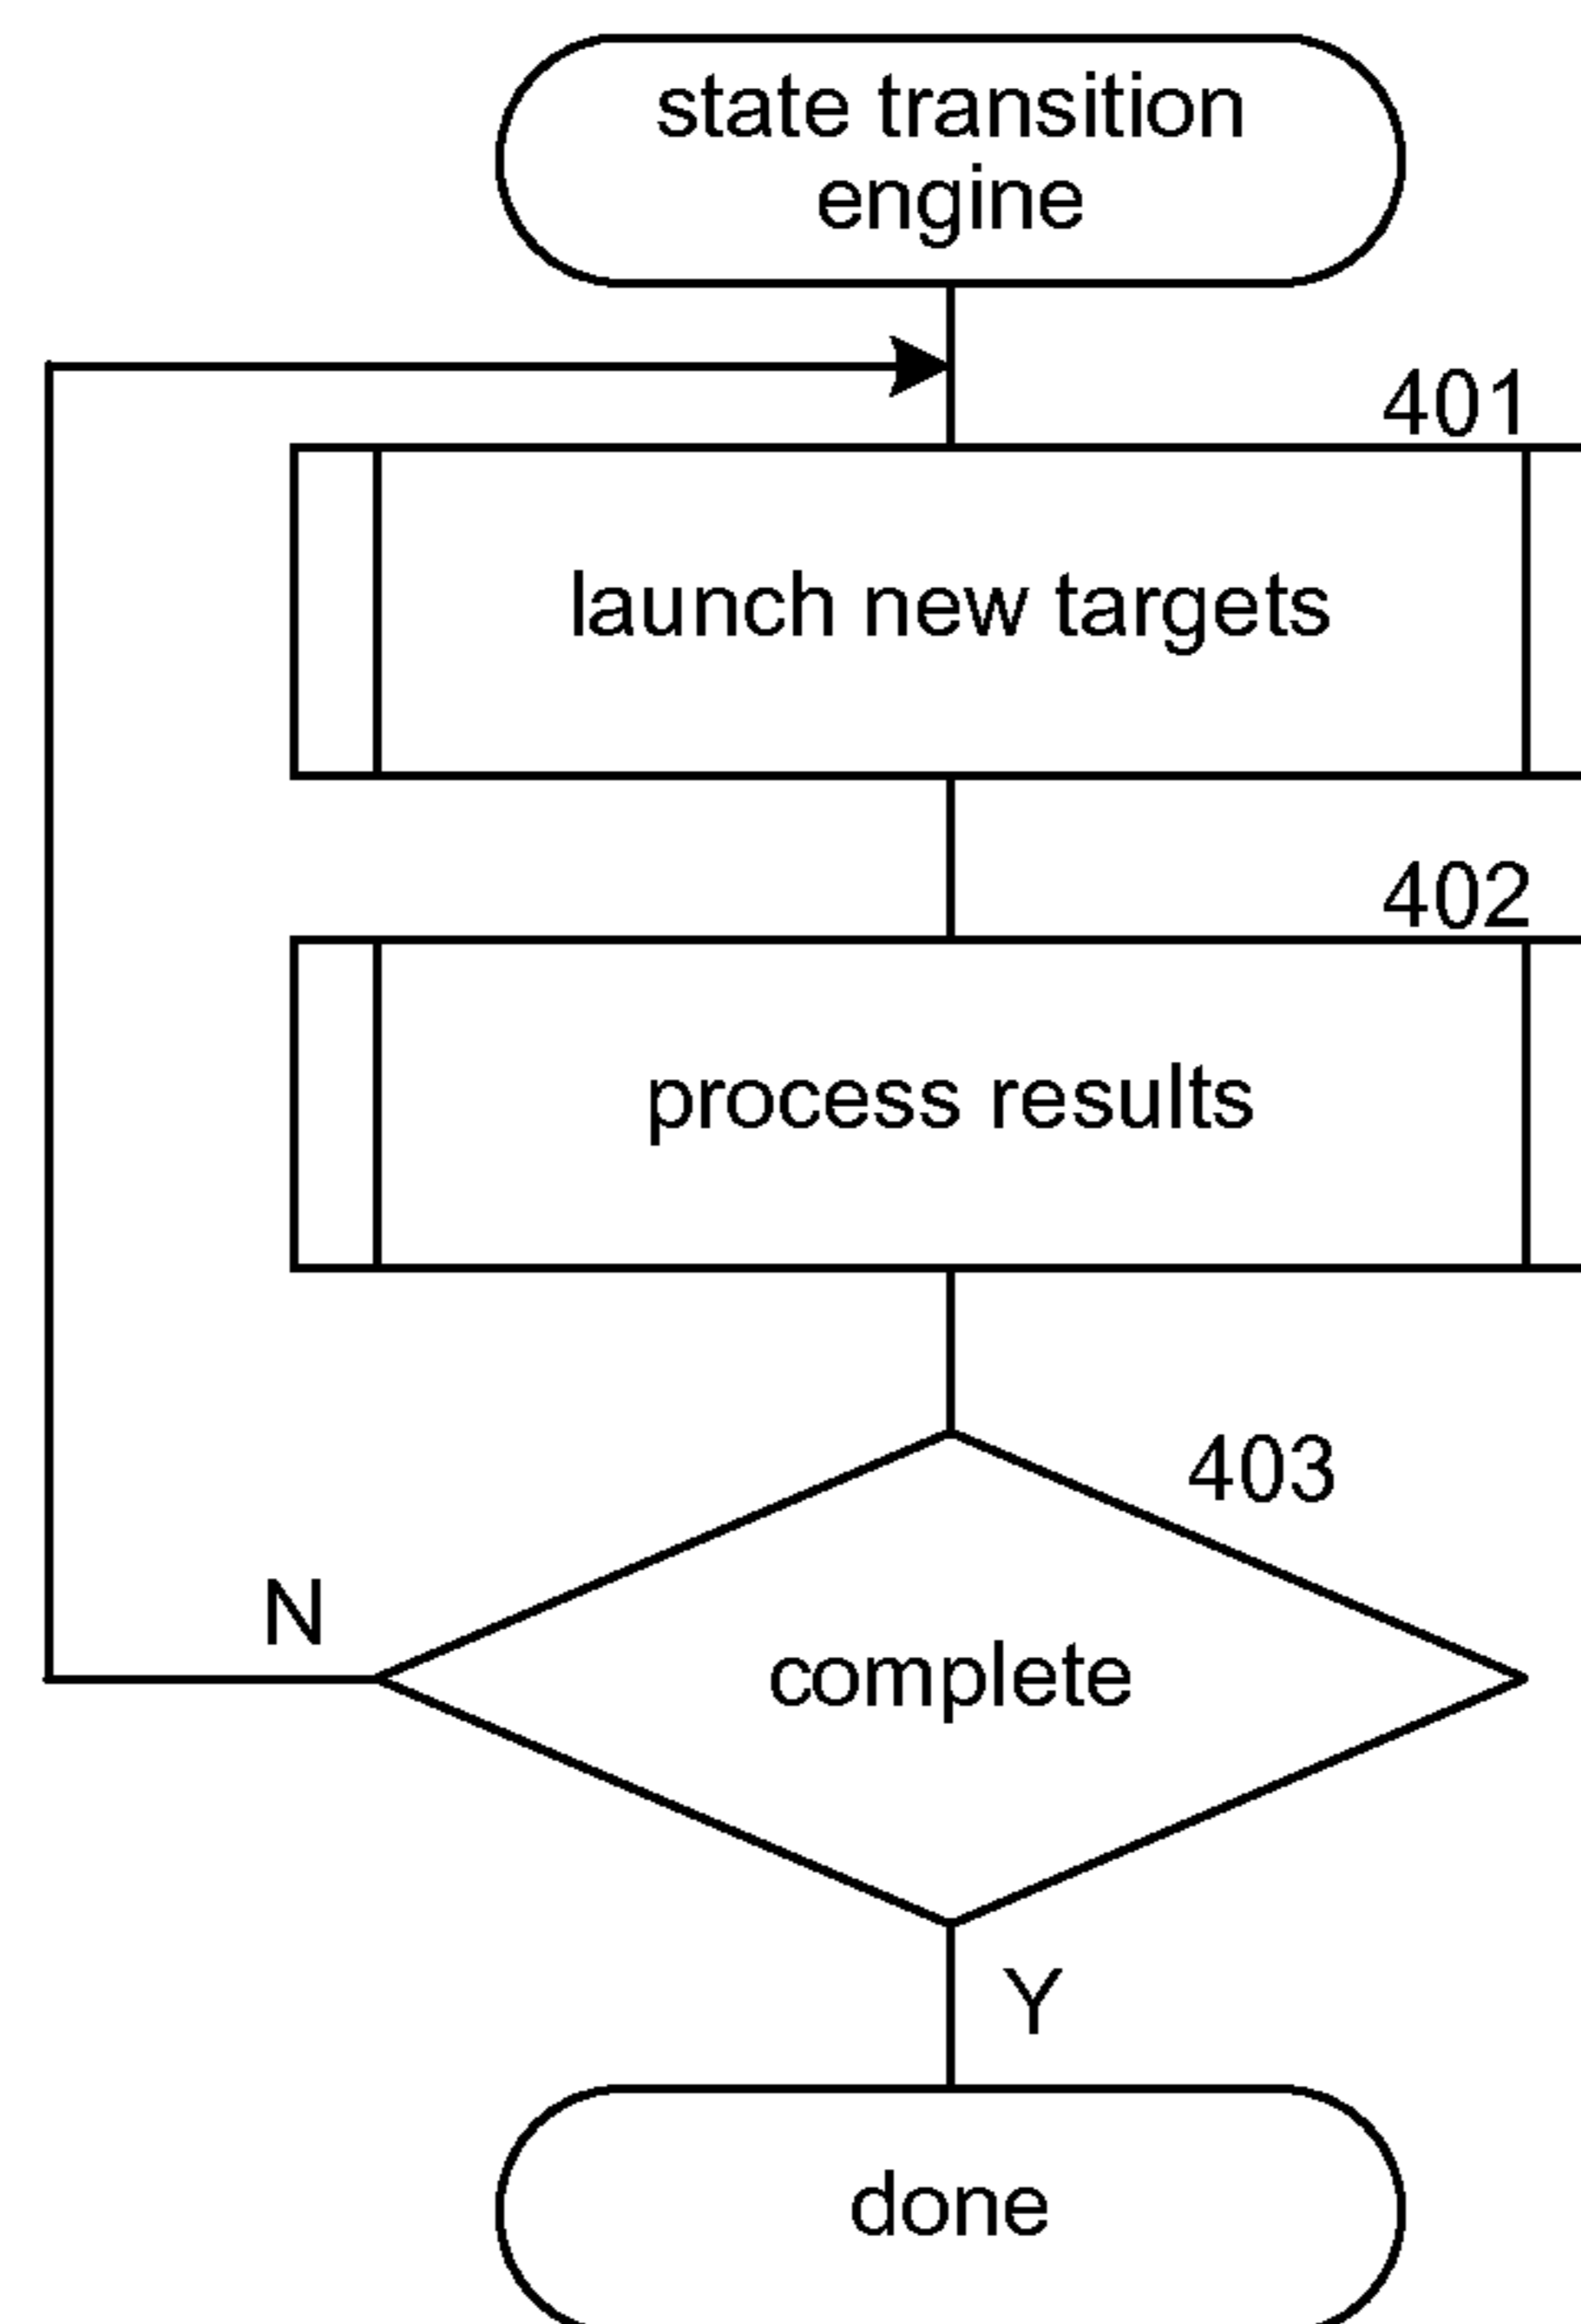 state transition
engine
401
launch new targets
402
process results
403
N
complete
Y
done